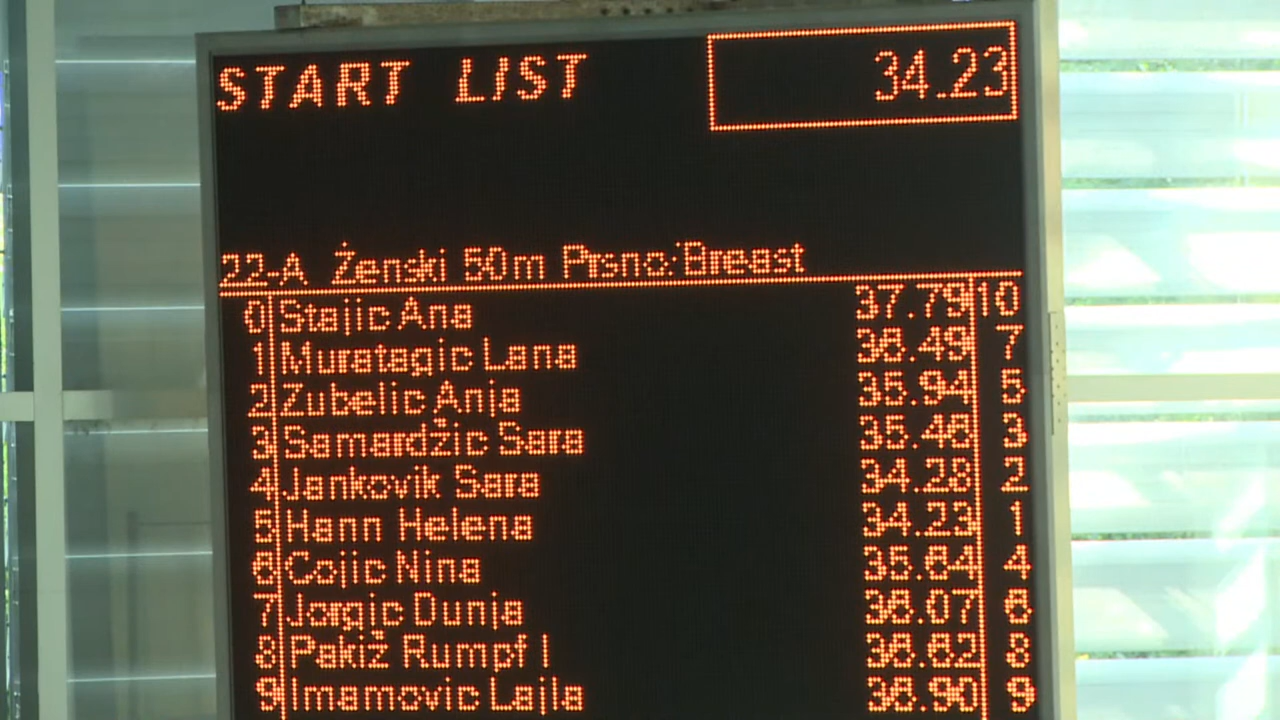 START LIST 34.23
22-A Ženski 50m Prsno:Breast
0 Stajic Ana 37.79 10
1 Muratagic Lana 36.49 7
2 Zubelic Anja 35.94 5
3 Samardžic Sara 35.46 3
4 Jankovik Sara 34.28 2
5 Hann Helena 34.23 1
6 Cojic Nina 35.64 4
7 Jorgic Dunja 36.07 6
8 Pakiž Rumpf I 36.62 8
9 Imamovic Lajla 36.90 9